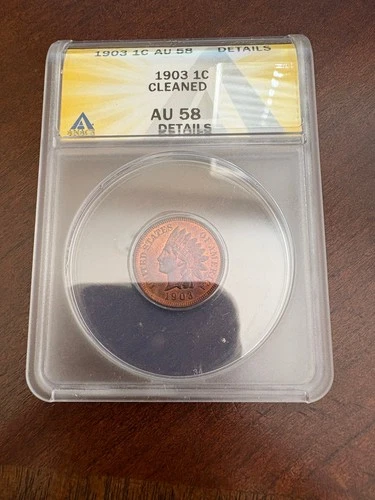 1903 1C AU 58 DETAILS
1903 1C
CLEANED
AU 58
DETAILS
ANACS
UNITED STATES OF AMERICA
1903